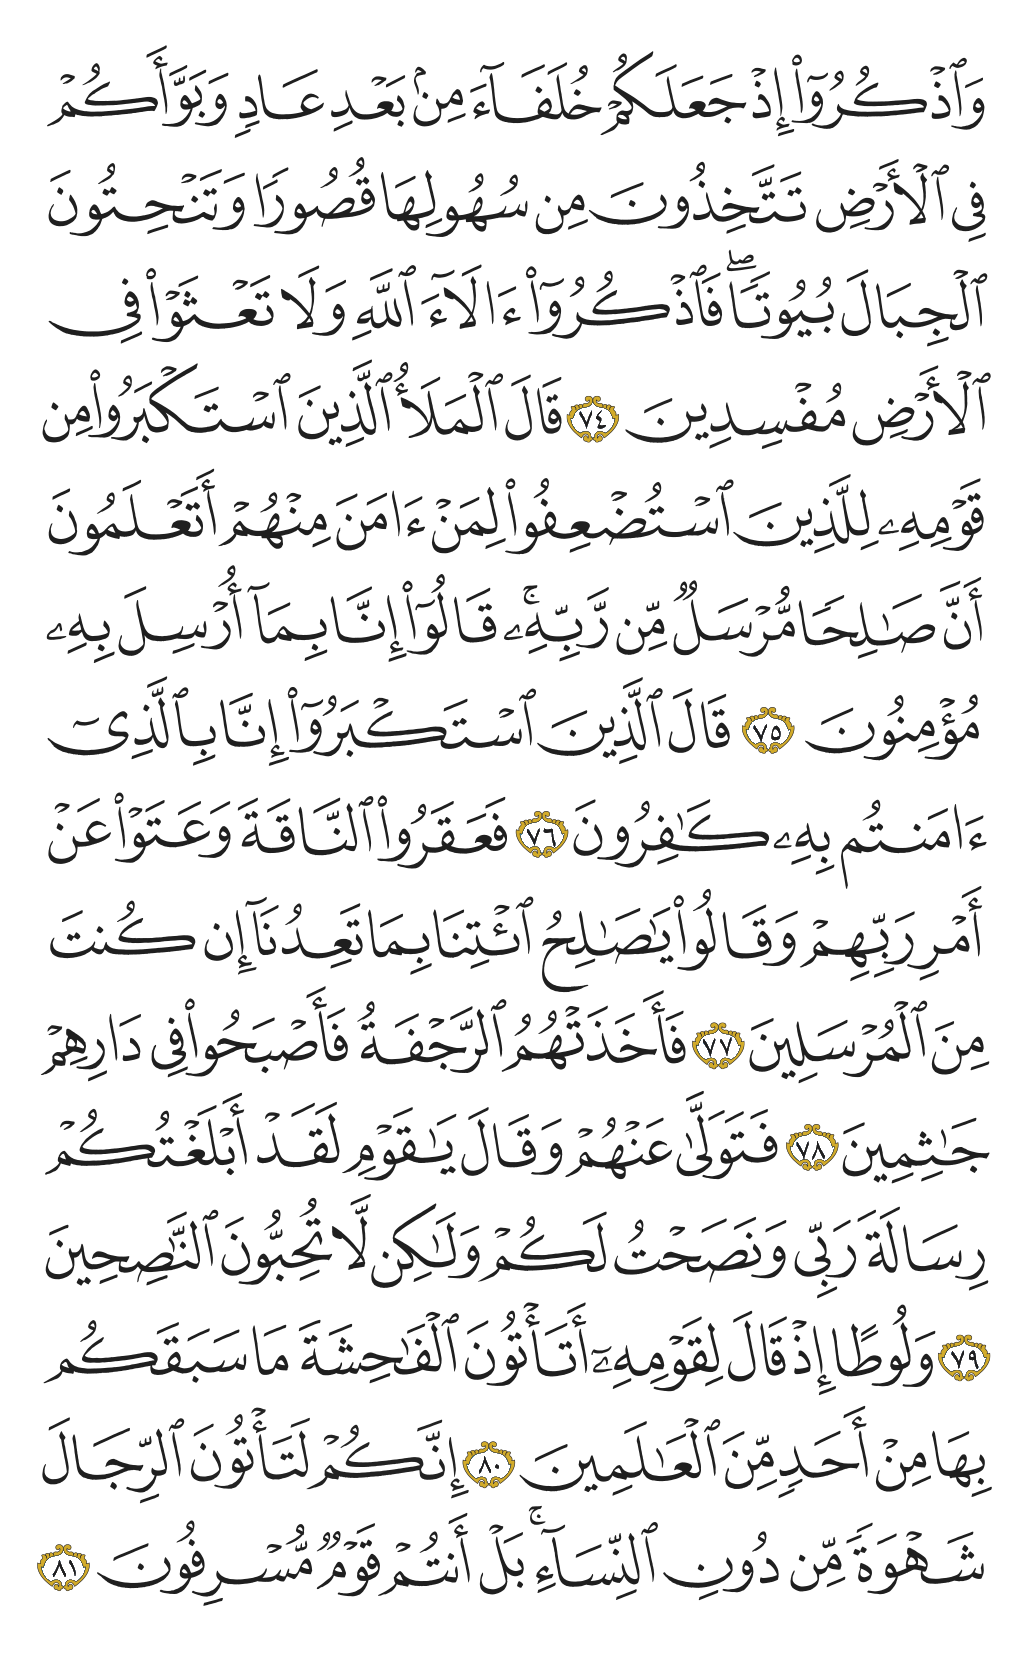 وَٱذۡكُرُوٓاْ إِذۡ جَعَلَكُمۡ خُلَفَآءَ مِنۢ بَعۡدِ عَادٖ وَبَوَّأَكُمۡ
فِي ٱلۡأَرۡضِ تَتَّخِذُونَ مِن سُهُولِهَا قُصُورٗا وَتَنۡحِتُونَ
ٱلۡجِبَالَ بُيُوتٗاۖ فَٱذۡكُرُوٓاْ ءَالَآءَ ٱللَّهِ وَلَا تَعۡثَوۡاْ فِي
ٱلۡأَرۡضِ مُفۡسِدِينَ ٧٤ قَالَ ٱلۡمَلَأُ ٱلَّذِينَ ٱسۡتَكۡبَرُواْ مِن
قَوۡمِهِۦ لِلَّذِينَ ٱسۡتُضۡعِفُواْ لِمَنۡ ءَامَنَ مِنۡهُمۡ أَتَعۡلَمُونَ
أَنَّ صَٰلِحٗا مُّرۡسَلٞ مِّن رَّبِّهِۦۚ قَالُوٓاْ إِنَّا بِمَآ أُرۡسِلَ بِهِۦ
مُؤۡمِنُونَ ٧٥ قَالَ ٱلَّذِينَ ٱسۡتَكۡبَرُوٓاْ إِنَّا بِٱلَّذِيٓ
ءَامَنتُم بِهِۦ كَٰفِرُونَ ٧٦ فَعَقَرُواْ ٱلنَّاقَةَ وَعَتَوۡاْ عَنۡ
أَمۡرِ رَبِّهِمۡ وَقَالُواْ يَٰصَٰلِحُ ٱئۡتِنَا بِمَا تَعِدُنَآ إِن كُنتَ
مِنَ ٱلۡمُرۡسَلِينَ ٧٧ فَأَخَذَتۡهُمُ ٱلرَّجۡفَةُ فَأَصۡبَحُواْ فِي دَارِهِمۡ
جَٰثِمِينَ ٧٨ فَتَوَلَّىٰ عَنۡهُمۡ وَقَالَ يَٰقَوۡمِ لَقَدۡ أَبۡلَغۡتُكُمۡ
رِسَالَةَ رَبِّي وَنَصَحۡتُ لَكُمۡ وَلَٰكِن لَّا تُحِبُّونَ ٱلنَّٰصِحِينَ
٧٩ وَلُوطًا إِذۡ قَالَ لِقَوۡمِهِۦٓ أَتَأۡتُونَ ٱلۡفَٰحِشَةَ مَا سَبَقَكُم
بِهَا مِنۡ أَحَدٖ مِّنَ ٱلۡعَٰلَمِينَ ٨٠ إِنَّكُمۡ لَتَأۡتُونَ ٱلرِّجَالَ
شَهۡوَةٗ مِّن دُونِ ٱلنِّسَآءِۚ بَلۡ أَنتُمۡ قَوۡمٞ مُّسۡرِفُونَ ٨١